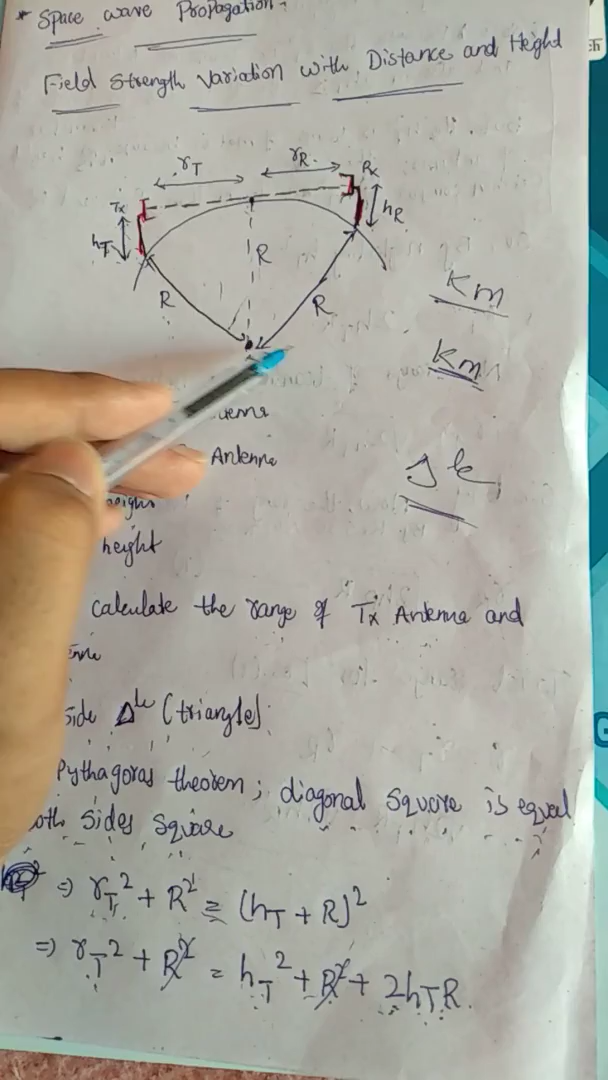 * Space wave Propagation.
Field Strength Variation with Distance and Height
rT
rR
Tx
Rx
hT
hR
R
R
R
Km
Km
Antenna
height
calculate the range of Tx Antenna and
side Δle (triangle)
Pythagoras theorem; diagonal square is equal
both sides square
⇒ rT² + R² = (hT + R)²
⇒ rT² + R² = hT² + R² + 2hTR.